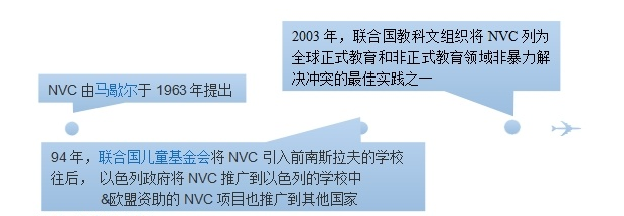 2003 年，联合国教科文组织将 NVC 列为
全球正式教育和非正式教育领域非暴力解
决冲突的最佳实践之一
NVC 由马歇尔于 1963 年提出
94 年，联合国儿童基金会将 NVC 引入前南斯拉夫的学校
往后， 以色列政府将 NVC 推广到以色列的学校中
&欧盟资助的 NVC 项目也推广到其他国家